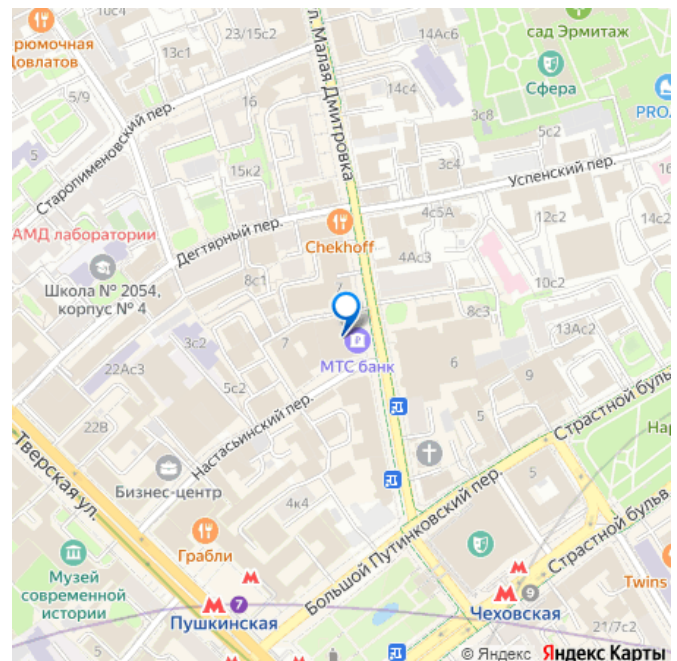 23/15с2
14Ас6
сад Эрмитаж
рюмочная
Довлатов
13с1
Сфера
ул. Малая Дмитровка
14с4
5/9
16
PRO
Старопименовский пер.
3с8
5с2
5
15к2
3с4
Успенский пер.
16
4с5А
12с2
14с2
АМД лаборатории
Дегтярный пер.
Chekhoff
4Ас3
Школа № 2054,
корпус № 4
8с1
7
10с2
8с3
13Ас2
3с2
7
МТС банк
6
9
22Ас3
5с2
5
Настасьинский пер.
Страстной буль
22В
На
Тверская ул.
Бизнес-центр
5
4к4
Большой Путинковский пер.
Грабли
Страстной бульв
Музей
современной
истории
Twins
7
9
Пушкинская
Чеховская
21/7с2
5
© Яндекс Яндекс Карты